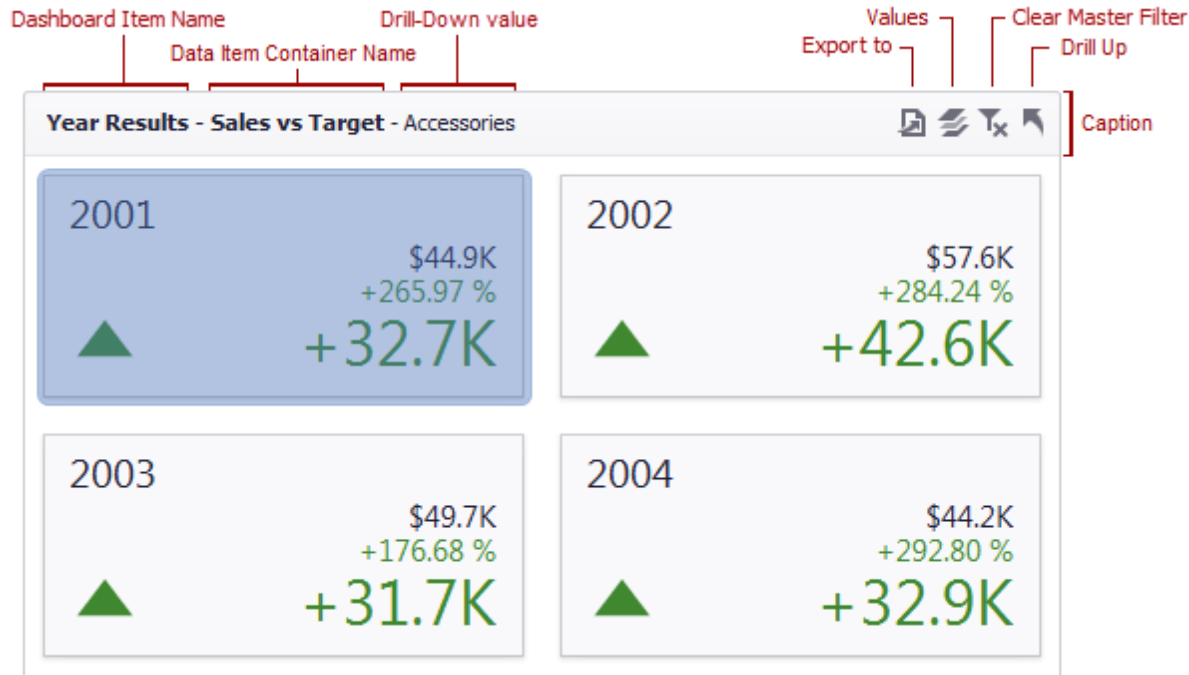 Dashboard Item Name
Drill-Down value
Values
Clear Master Filter
Data Item Container Name
Export to
Drill Up
Year Results - Sales vs Target - Accessories
Caption
2001
$44.9K
+265.97 %
+32.7K
2002
$57.6K
+284.24 %
+42.6K
2003
$49.7K
+176.68 %
+31.7K
2004
$44.2K
+292.80 %
+32.9K